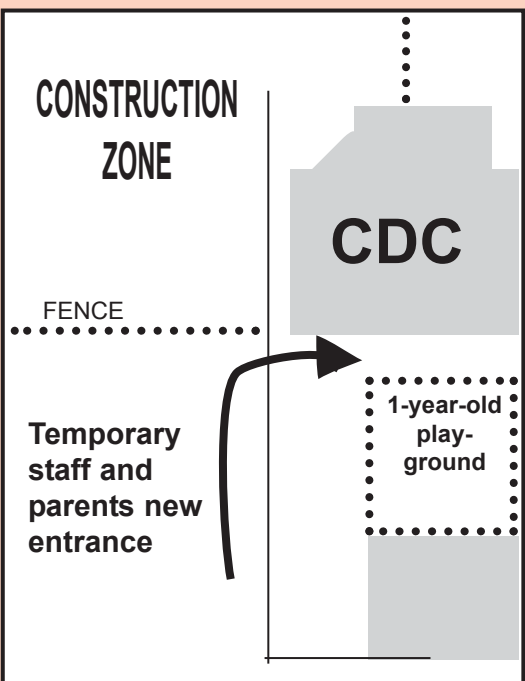 CONSTRUCTION
ZONE
CDC
FENCE
1-year-old
play-
ground
Temporary
staff and
parents new
entrance